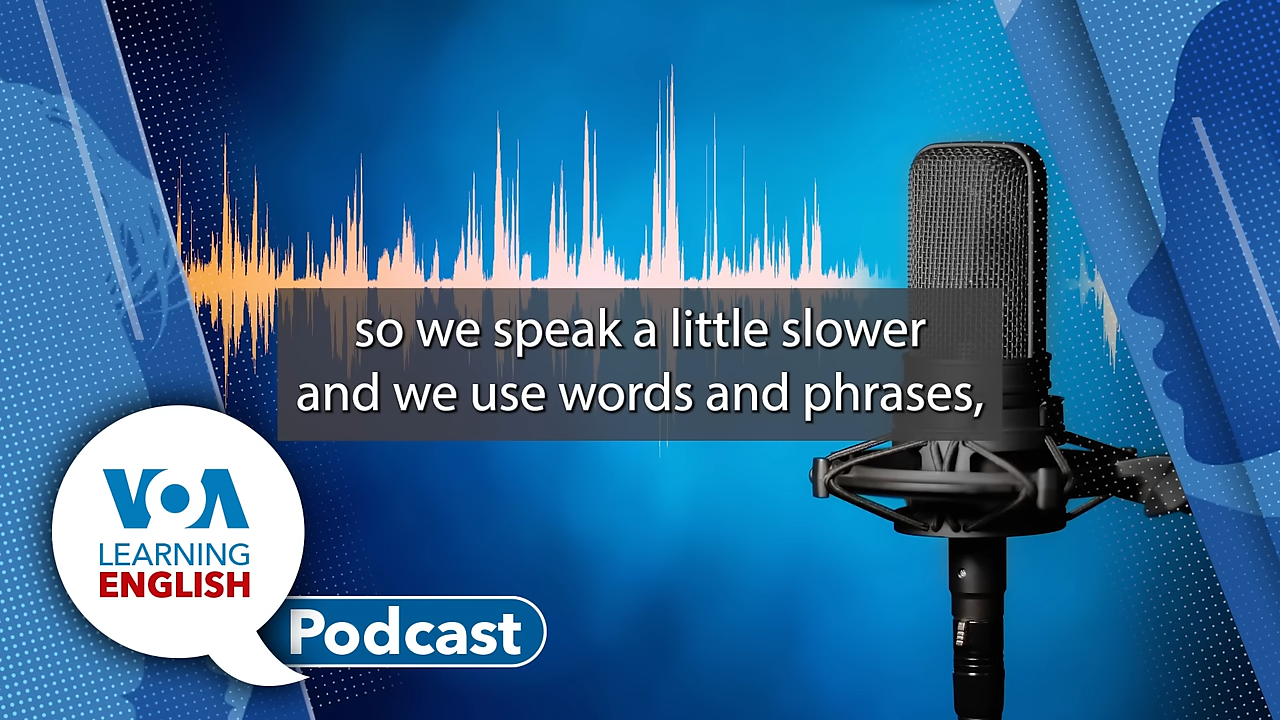 so we speak a little slower
and we use words and phrases,
VOA
LEARNING
ENGLISH
Podcast